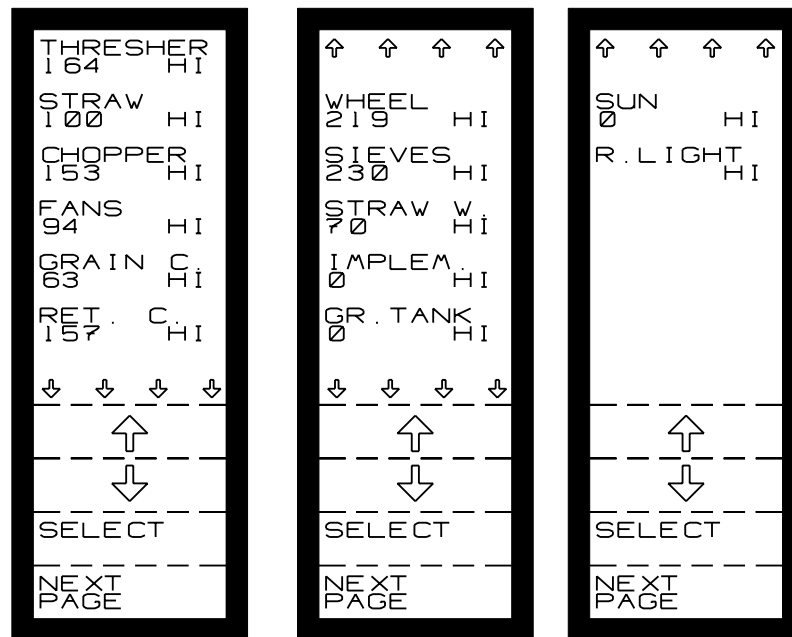 THRESHER
164 HI
STRAW
100 HI
CHOPPER
153 HI
FANS
94 HI
GRAIN C.
63 HI
RET. C.
157 HI
SELECT
NEXT
PAGE
WHEEL
219 HI
SIEVES
230 HI
STRAW W.
70 HI
IMPLEM.
0 HI
GR.TANK
0 HI
SELECT
NEXT
PAGE
SUN
0 HI
R.LIGHT
HI
SELECT
NEXT
PAGE